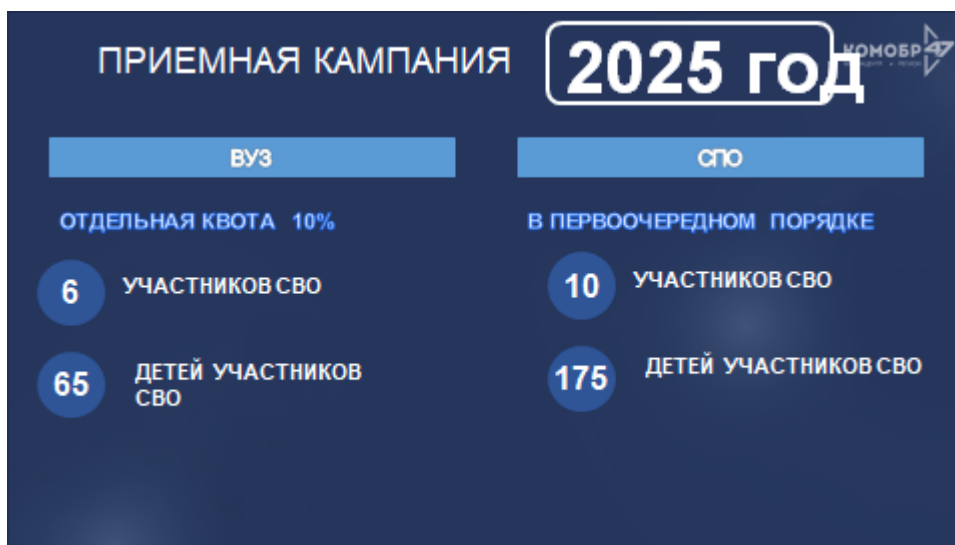 ПРИЕМНАЯ КАМПАНИЯ
2025 год
КОМОБР 47
ВУЗ
ОТДЕЛЬНАЯ КВОТА 10%
6 УЧАСТНИКОВ СВО
65 ДЕТЕЙ УЧАСТНИКОВ
СВО
СПО
В ПЕРВООЧЕРЕДНОМ ПОРЯДКЕ
10 УЧАСТНИКОВ СВО
175 ДЕТЕЙ УЧАСТНИКОВ СВО